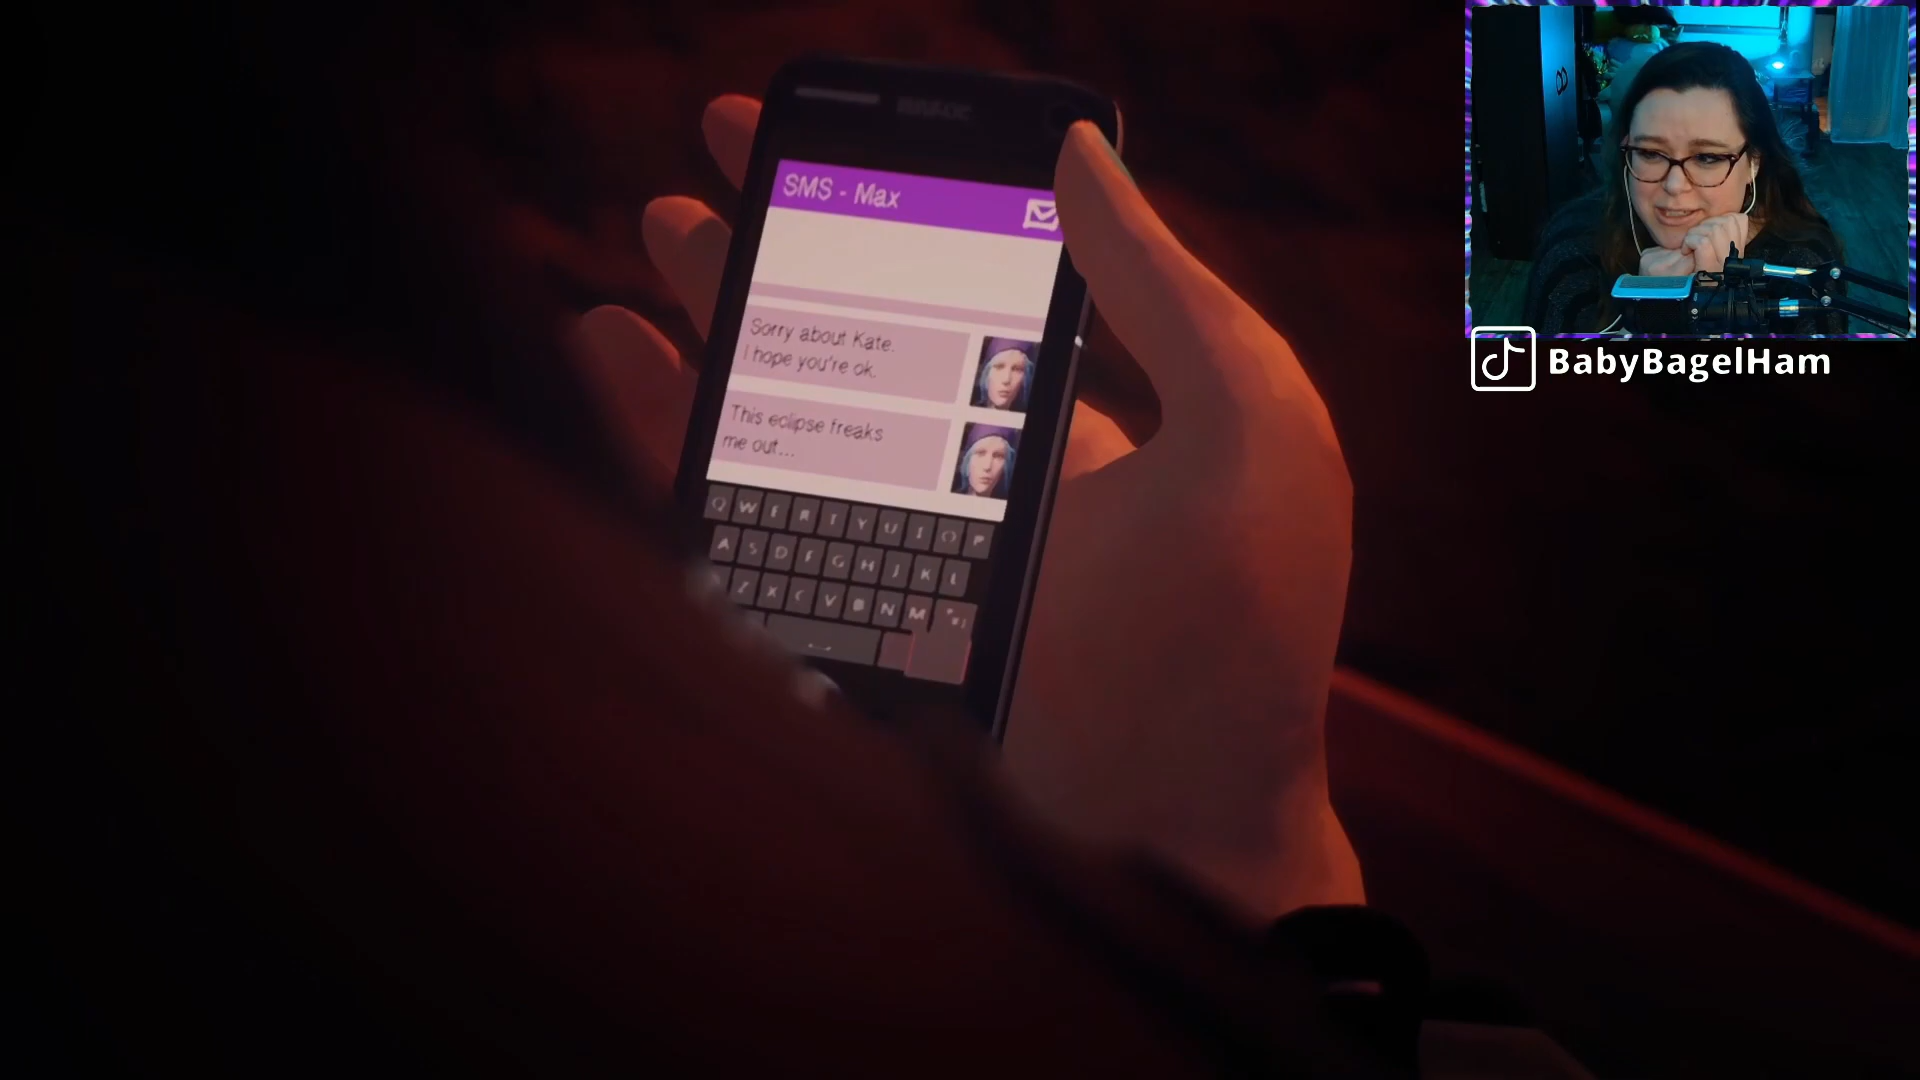 SMS - Max
Sorry about Kate.
I hope you're ok.
This eclipse freaks
me out...
Q W E R T Y U I O P
A S D F G H J K L
Z X C V B N M
BabyBagelHam